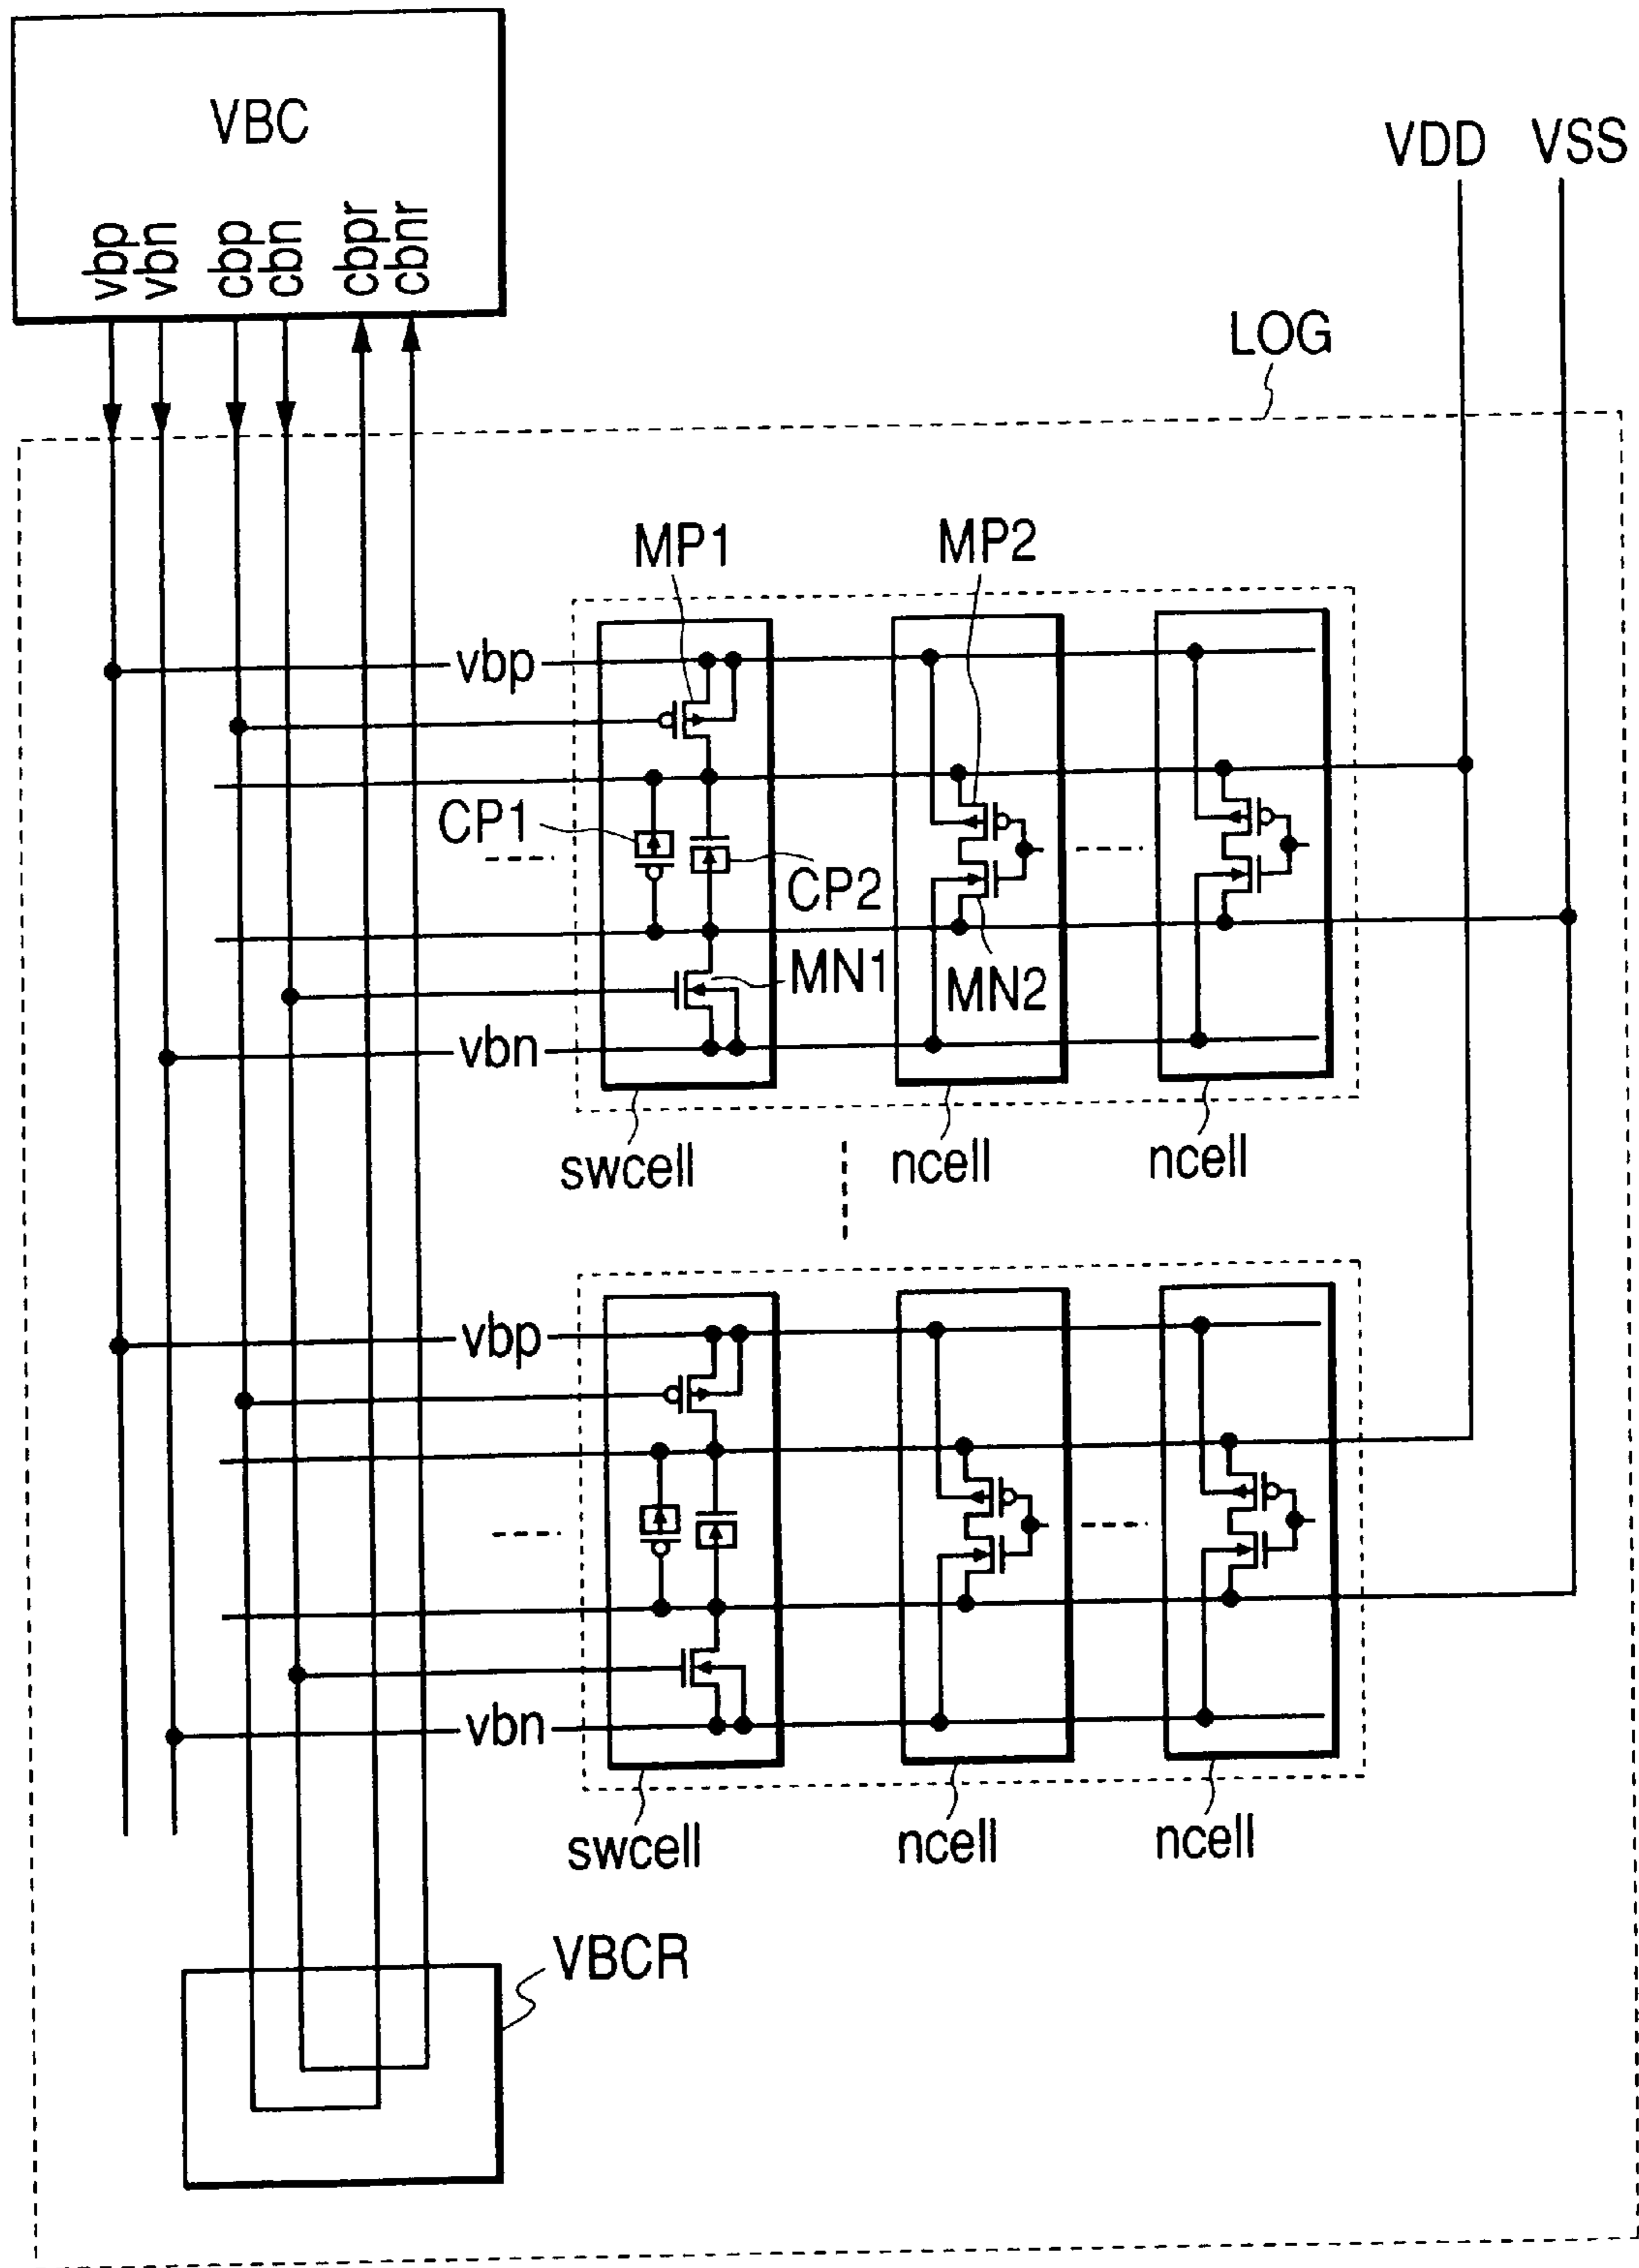 VBC
vbp
vbn
cbp
cbn
cbpr
cbnr
VDD
VSS
LOG
MP1
MP2
vbp
CP1
CP2
MN1
MN2
vbn
swcell
ncell
ncell
vbp
vbn
swcell
ncell
ncell
VBCR